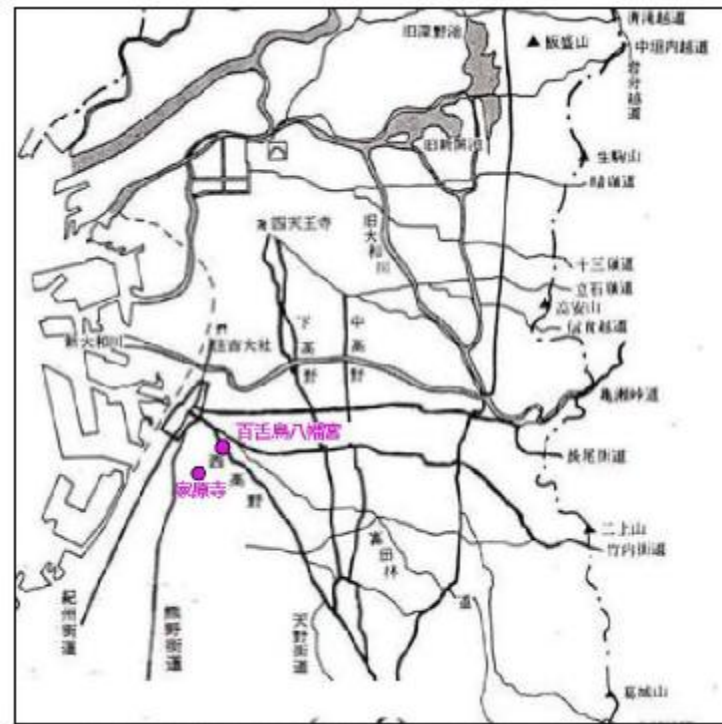 清滝越道
中垣内越道
旧深野池
飯盛山
旧新開池
生駒山
暗嶺道
四天王寺
旧大和川
十三嶺道
立石嶺道
高安山
信貴越道
下高野
中高野
新大和川
住吉大社
亀瀬峠道
百舌鳥八幡宮
長尾街道
西高野
家原寺
富田林道
二上山
竹内街道
紀州街道
熊野街道
天野街道
葛城山